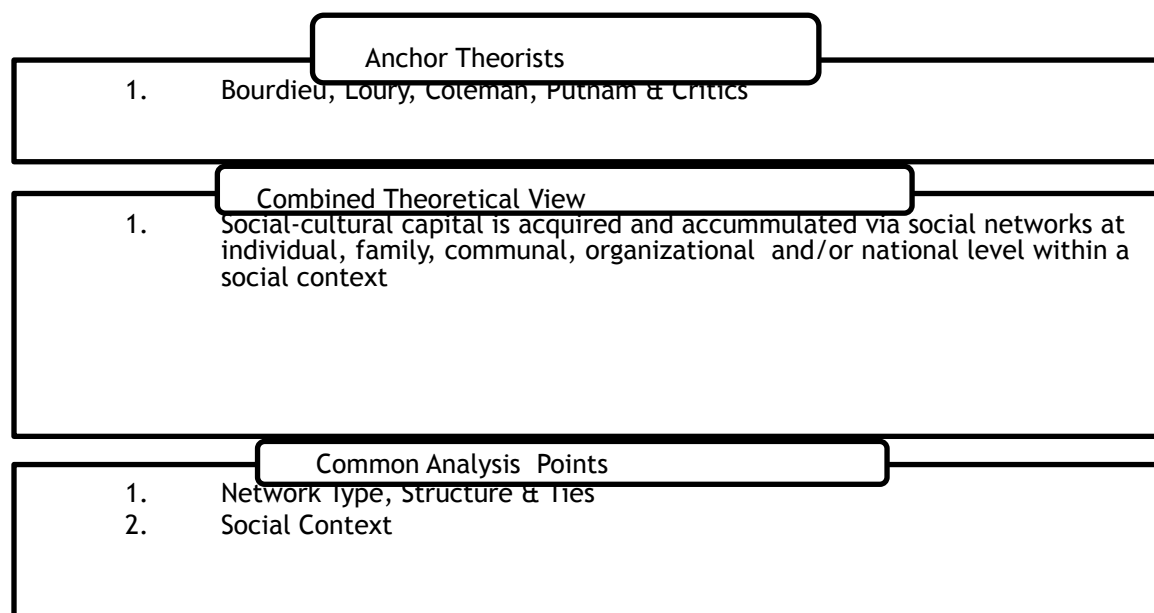 Anchor Theorists
1. Bourdieu, Loury, Coleman, Putnam & Critics
Combined Theoretical View
1. Social-cultural capital is acquired and accummulated via social networks at
individual, family, communal, organizational and/or national level within a
social context
Common Analysis Points
1. Network Type, Structure & Ties
2. Social Context